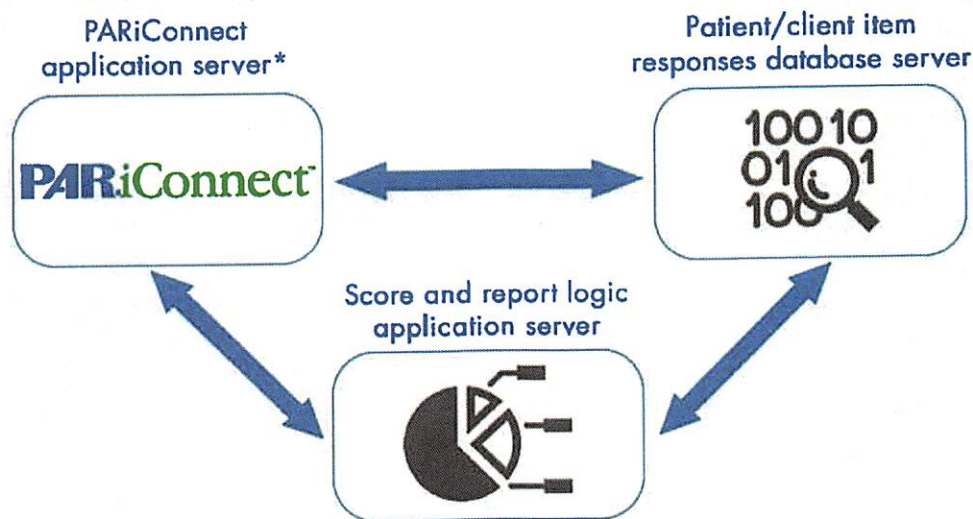 PARiConnect
application server*
Patient/client item
responses database server
PARiConnect™
10010
01 1
100
Score and report logic
application server